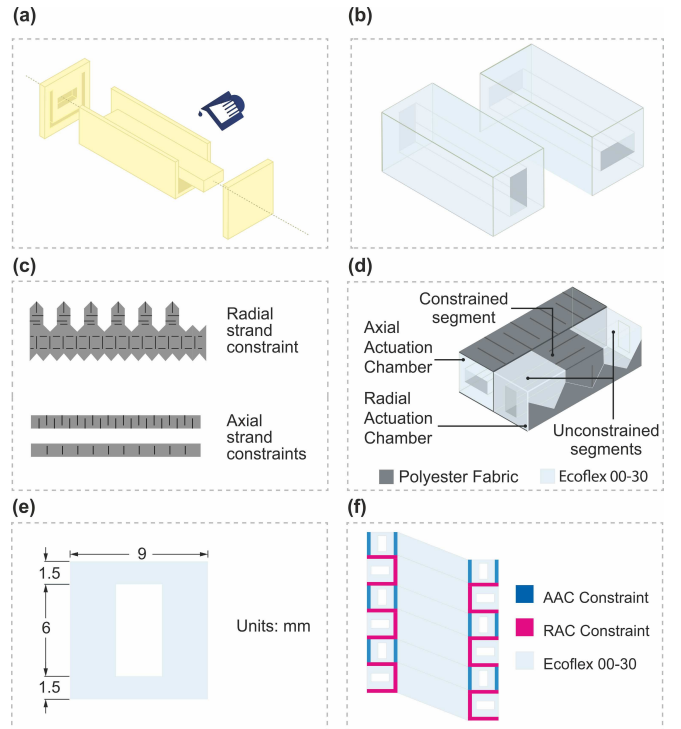 (a)
(b)
(c)
Radial
strand
constraint
Axial
strand
constraints
(d)
Constrained
segment
Axial
Actuation
Chamber
Radial
Actuation
Chamber
Unconstrained
segments
Polyester Fabric
Ecoflex 00-30
(e)
9
1.5
6
1.5
Units: mm
(f)
AAC Constraint
RAC Constraint
Ecoflex 00-30